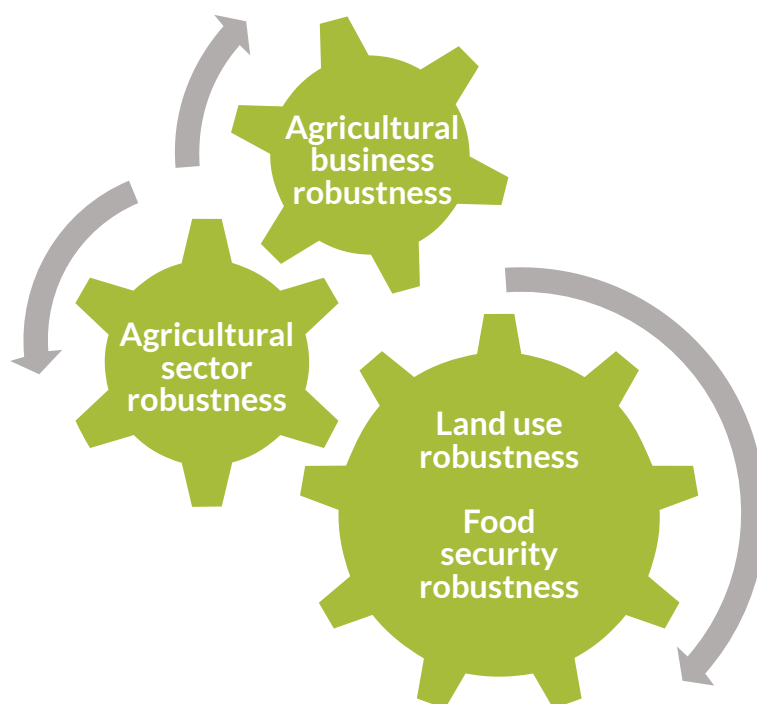 Agricultural
business
robustness
Agricultural
sector
robustness
Land use
robustness
Food
security
robustness